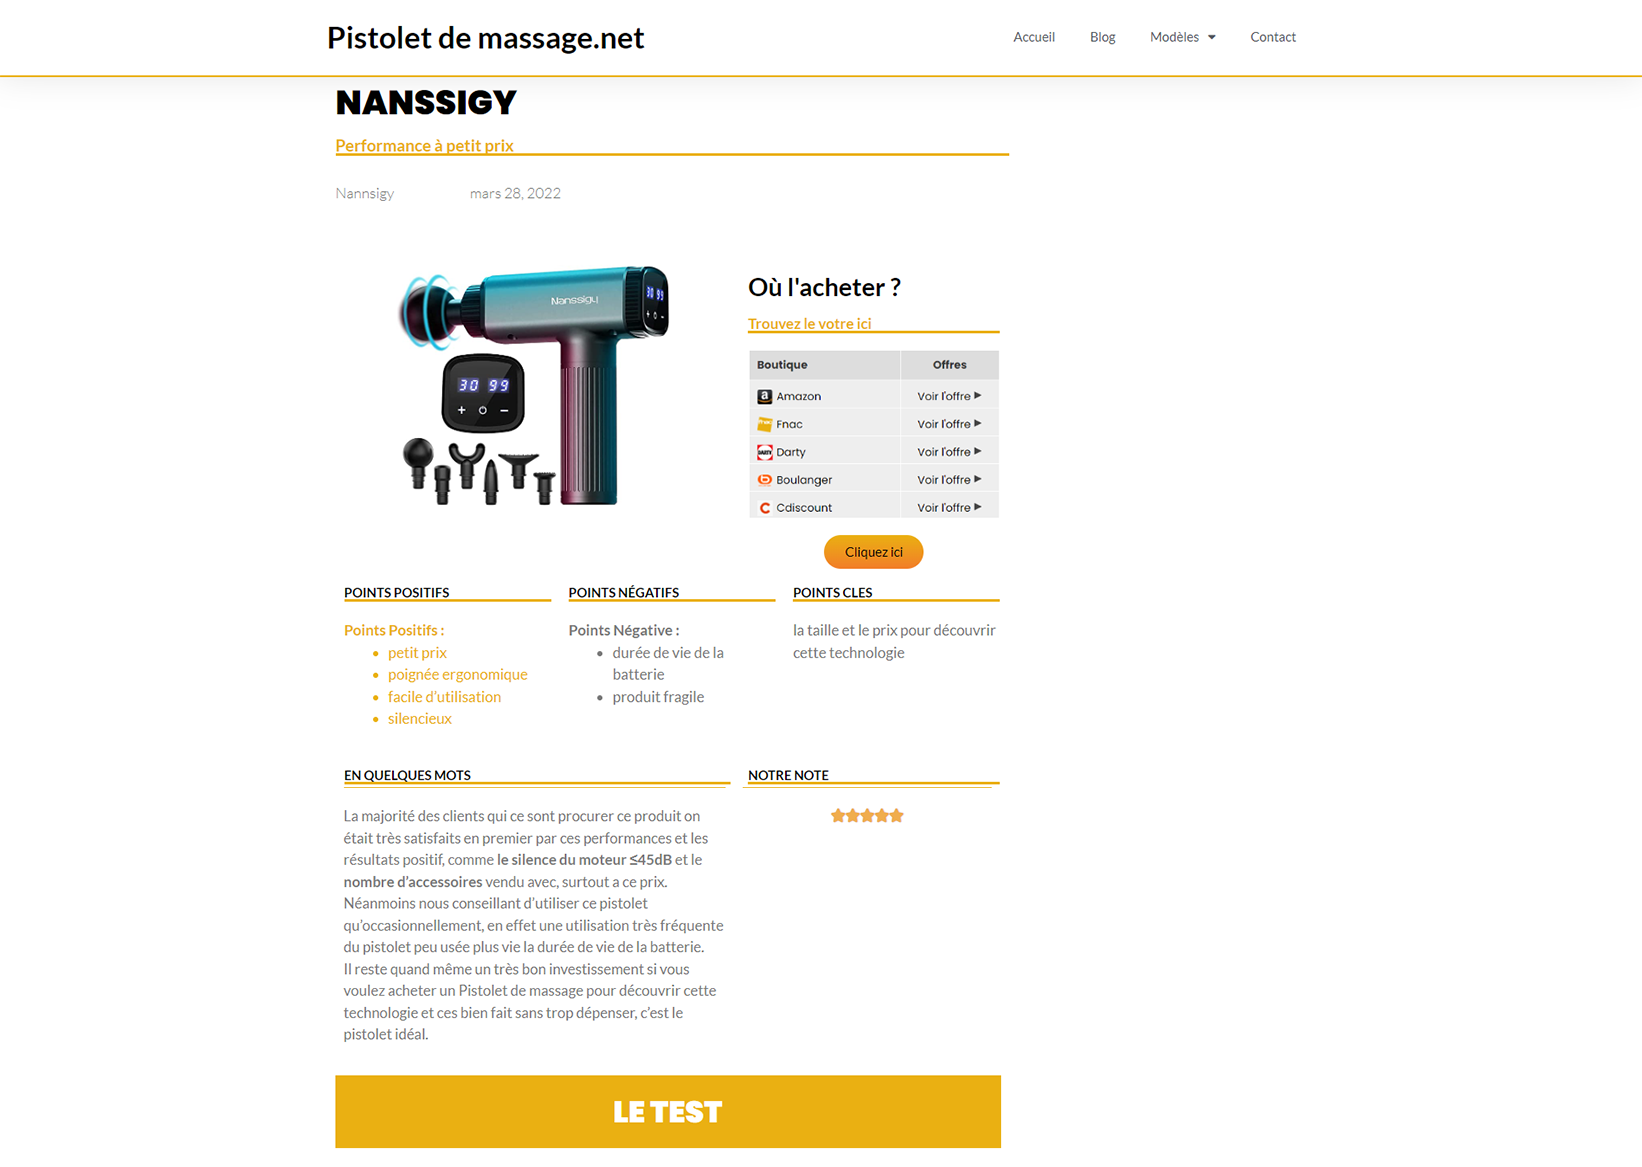 Pistolet de massage.net
Accueil
Blog
Modèles
Contact
NANSSIGY
Performance à petit prix
Nannsigy
mars 28, 2022
Nanssigy
30 99
30 99
Où l'acheter ?
Trouvez le votre ici
Boutique Offres
a Amazon Voir l'offre
Fnac Voir l'offre
DARTY Darty Voir l'offre
b Boulanger Voir l'offre
C Cdiscount Voir l'offre
Cliquez ici
POINTS POSITIFS
Points Positifs :
petit prix
poignée ergonomique
facile d’utilisation
silencieux
POINTS NÉGATIFS
Points Négative :
durée de vie de la
batterie
produit fragile
POINTS CLES
la taille et le prix pour découvrir
cette technologie
EN QUELQUES MOTS
La majorité des clients qui ce sont procurer ce produit on
était très satisfaits en premier par ces performances et les
résultats positif, comme le silence du moteur ≤45dB et le
nombre d’accessoires vendu avec, surtout a ce prix.
Néanmoins nous conseillant d’utiliser ce pistolet
qu’occasionnellement, en effet une utilisation très fréquente
du pistolet peu usée plus vie la durée de vie de la batterie.
Il reste quand même un très bon investissement si vous
voulez acheter un Pistolet de massage pour découvrir cette
technologie et ces bien fait sans trop dépenser, c’est le
pistolet idéal.
NOTRE NOTE
LE TEST